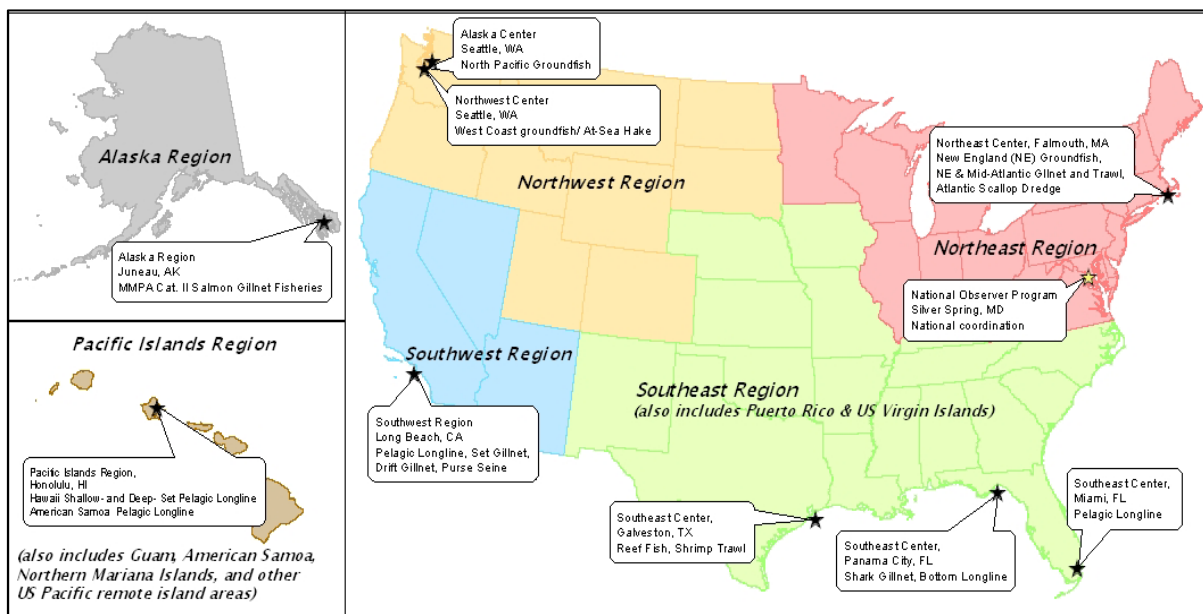 Alaska Region
Alaska Region
Juneau, AK
MMPA Cat. II Salmon Gillnet Fisheries
Pacific Islands Region
Pacific Islands Region,
Honolulu, HI
Hawaii Shallow- and Deep- Set Pelagic Longline
American Samoa Pelagic Longline
(also includes Guam, American Samoa,
Northern Mariana Islands, and other
US Pacific remote island areas)
Alaska Center
Seattle, WA
North Pacific Groundfish
Northwest Center
Seattle, WA
West Coast groundfish/ At-Sea Hake
Northwest Region
Northeast Center, Falmouth, MA
New England (NE) Groundfish,
NE & Mid-Atlantic Gillnet and Trawl,
Atlantic Scallop Dredge
Northeast Region
National Observer Program
Silver Spring, MD
National coordination
Southwest Region
Southwest Region
Long Beach, CA
Pelagic Longline, Set Gillnet,
Drift Gillnet, Purse Seine
Southeast Region
(also includes Puerto Rico & US Virgin Islands)
Southeast Center,
Galveston, TX
Reef Fish, Shrimp Trawl
Southeast Center,
Panama City, FL
Shark Gillnet, Bottom Longline
Southeast Center,
Miami, FL
Pelagic Longline